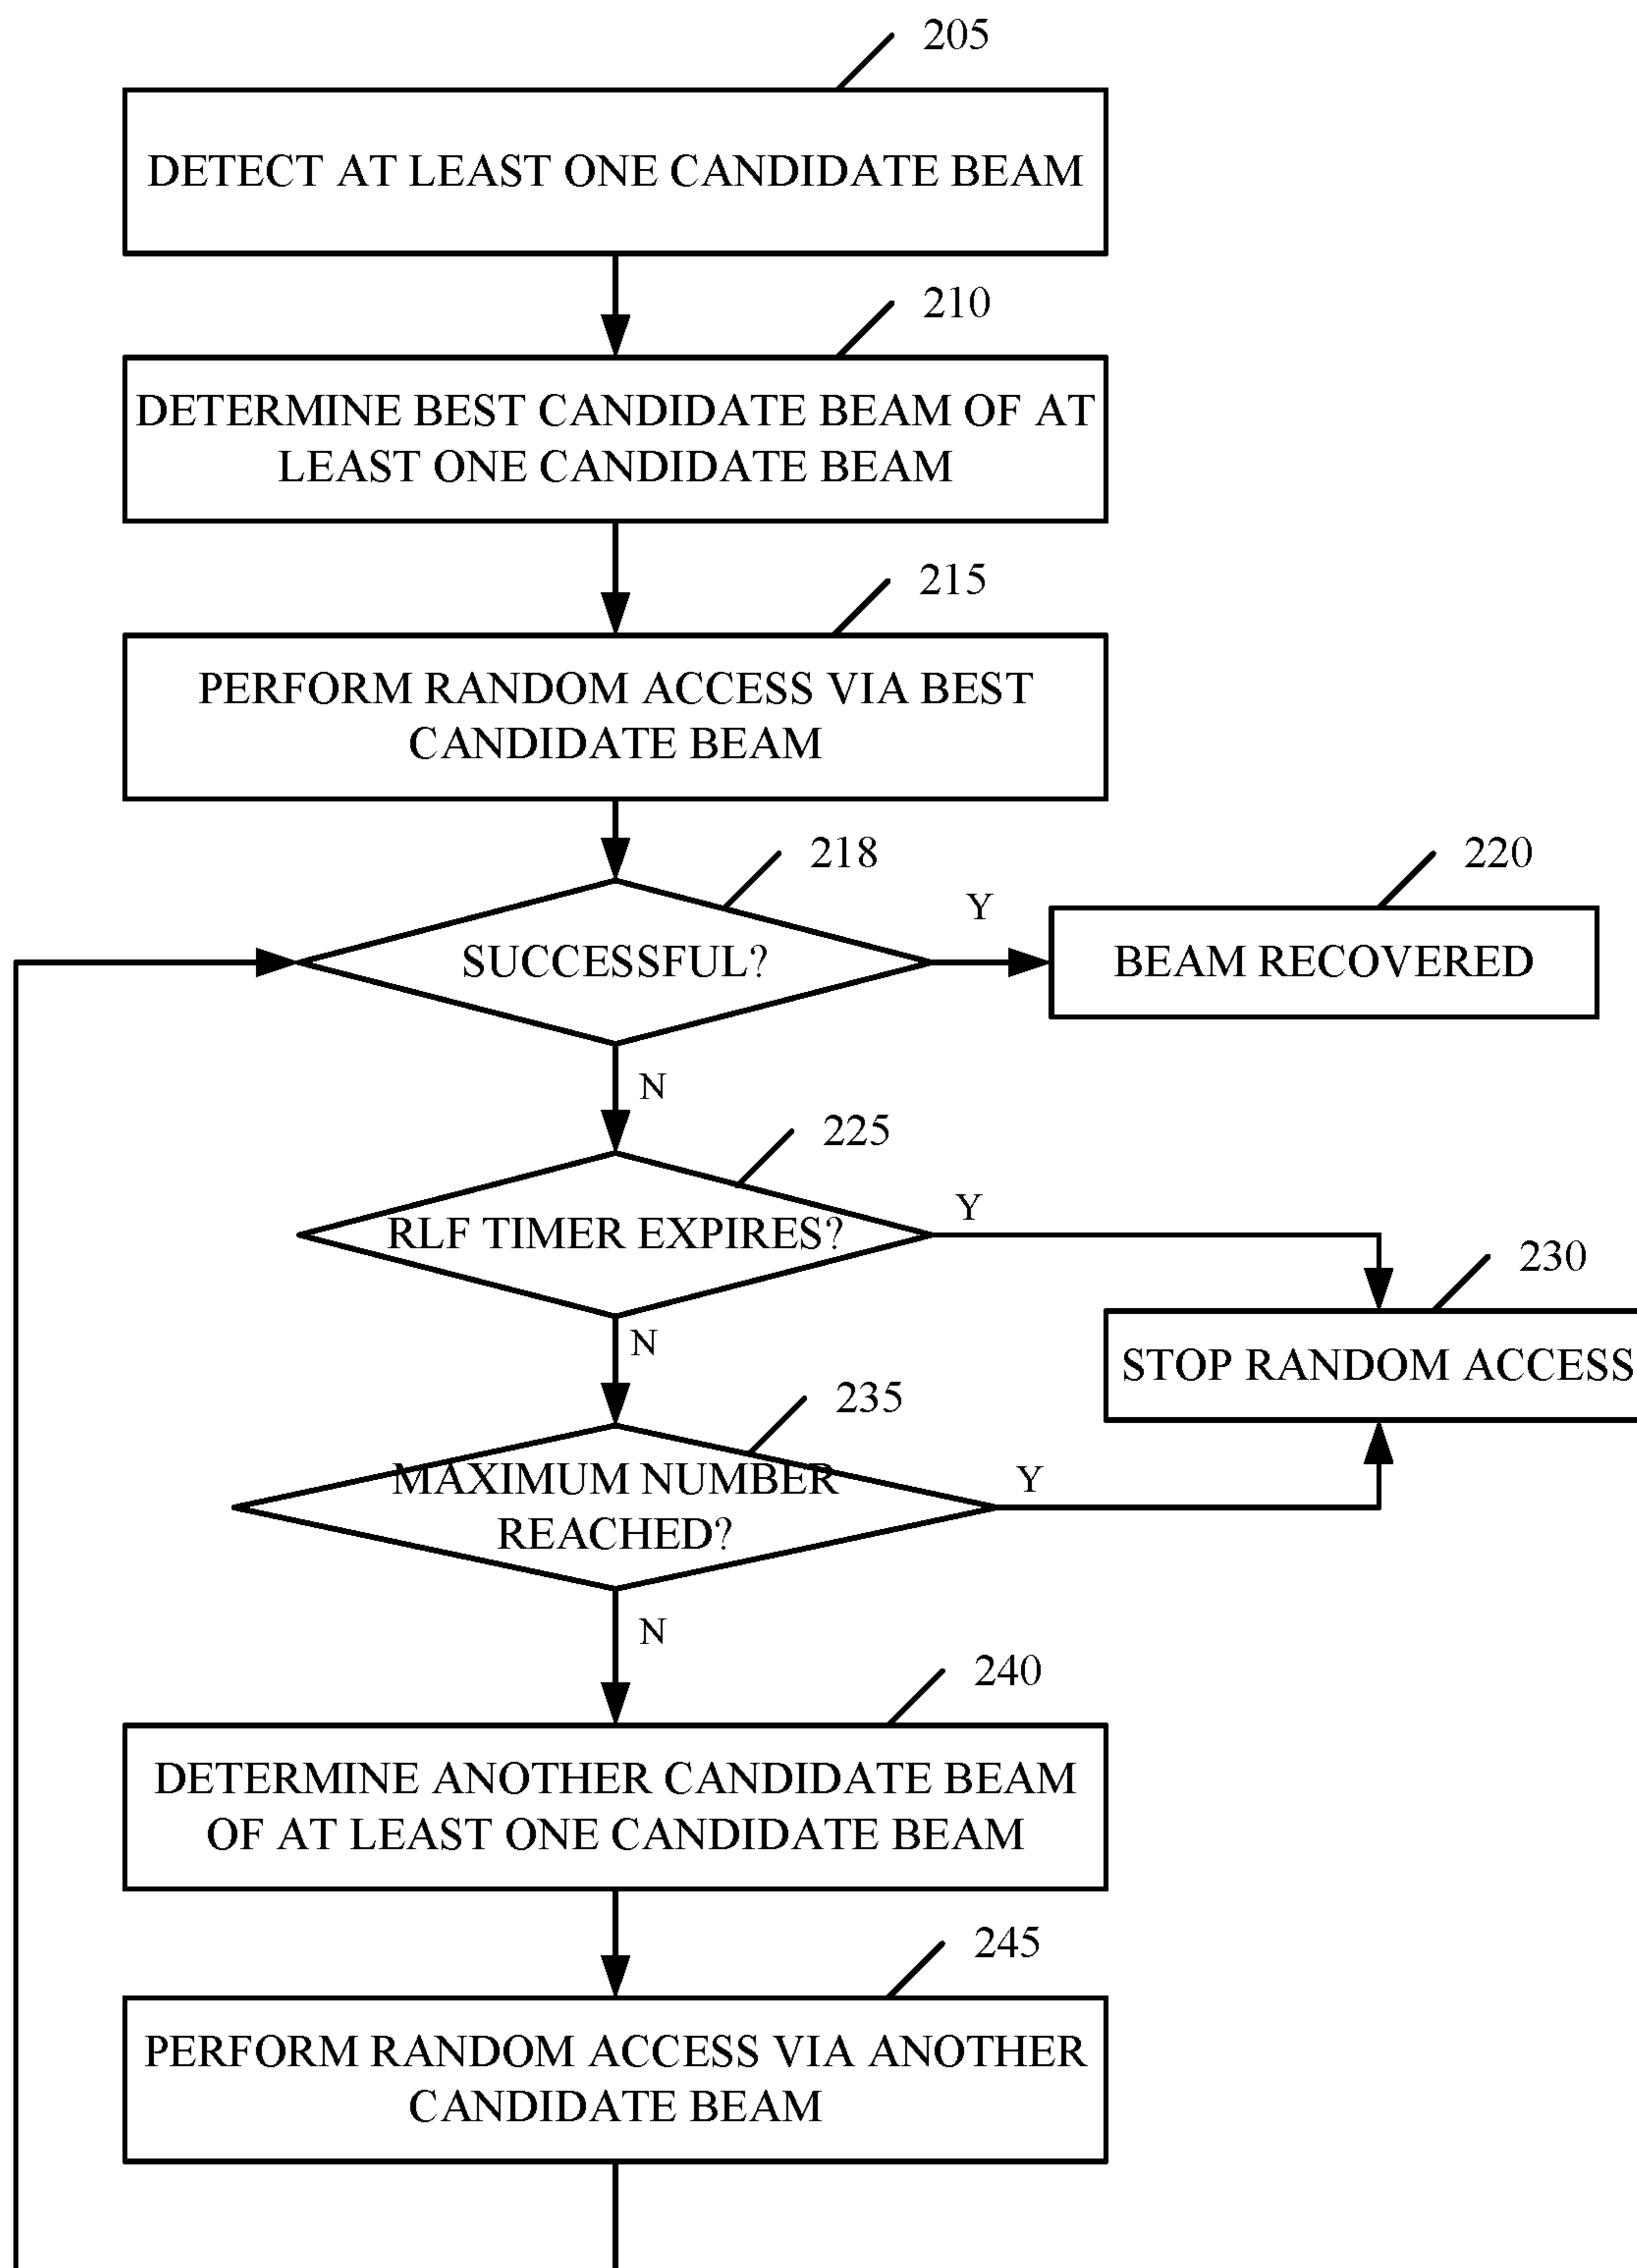 205
DETECT AT LEAST ONE CANDIDATE BEAM
210
DETERMINE BEST CANDIDATE BEAM OF AT
LEAST ONE CANDIDATE BEAM
215
PERFORM RANDOM ACCESS VIA BEST
CANDIDATE BEAM
218
SUCCESSFUL?
Y
220
BEAM RECOVERED
N
225
RLF TIMER EXPIRES?
Y
230
STOP RANDOM ACCESS
N
235
MAXIMUM NUMBER
REACHED?
Y
N
240
DETERMINE ANOTHER CANDIDATE BEAM
OF AT LEAST ONE CANDIDATE BEAM
245
PERFORM RANDOM ACCESS VIA ANOTHER
CANDIDATE BEAM